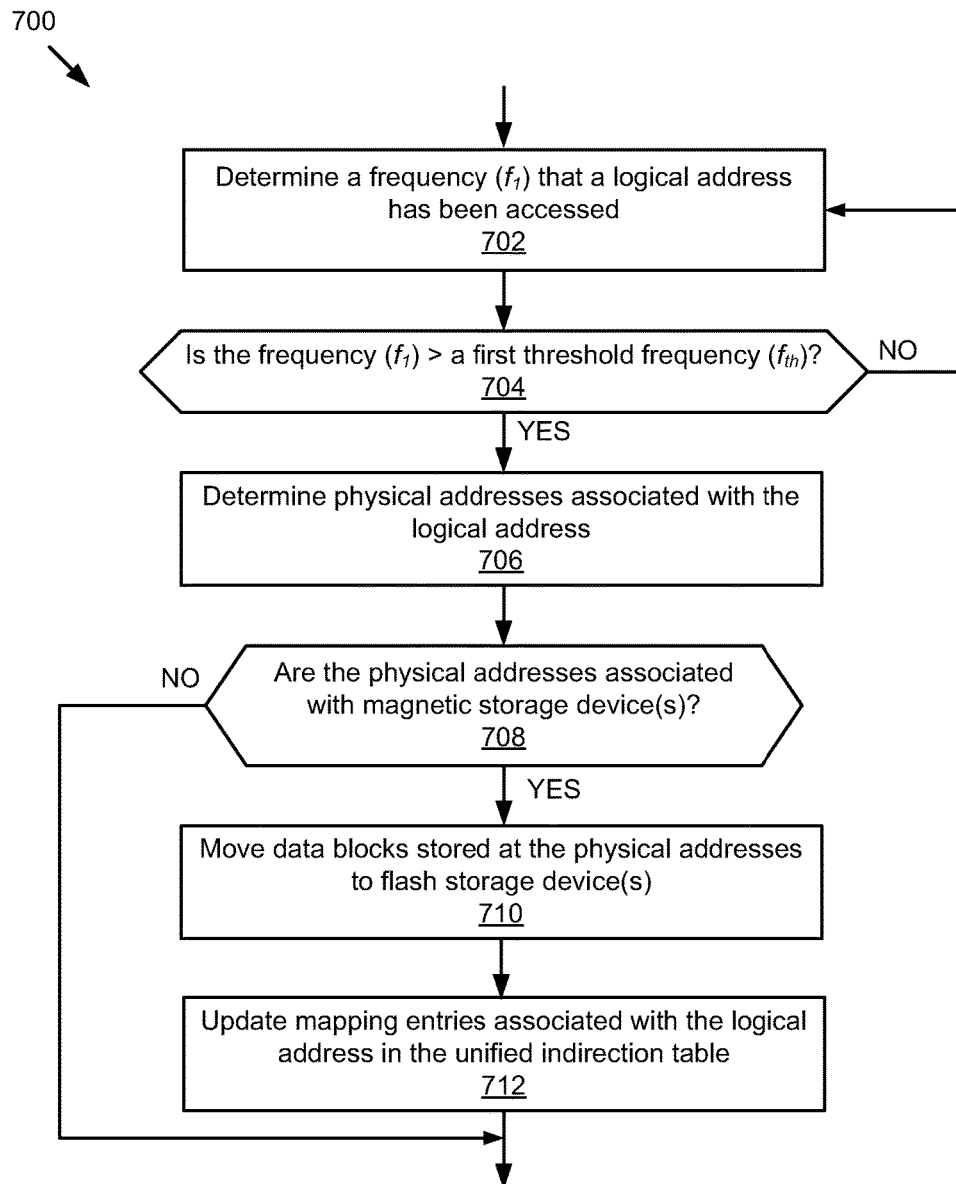 700
Determine a frequency (f1) that a logical address
has been accessed
702
Is the frequency (f1) > a first threshold frequency (fth)?
NO
704
YES
Determine physical addresses associated with the
logical address
706
NO
Are the physical addresses associated
with magnetic storage device(s)?
708
YES
Move data blocks stored at the physical addresses
to flash storage device(s)
710
Update mapping entries associated with the logical
address in the unified indirection table
712